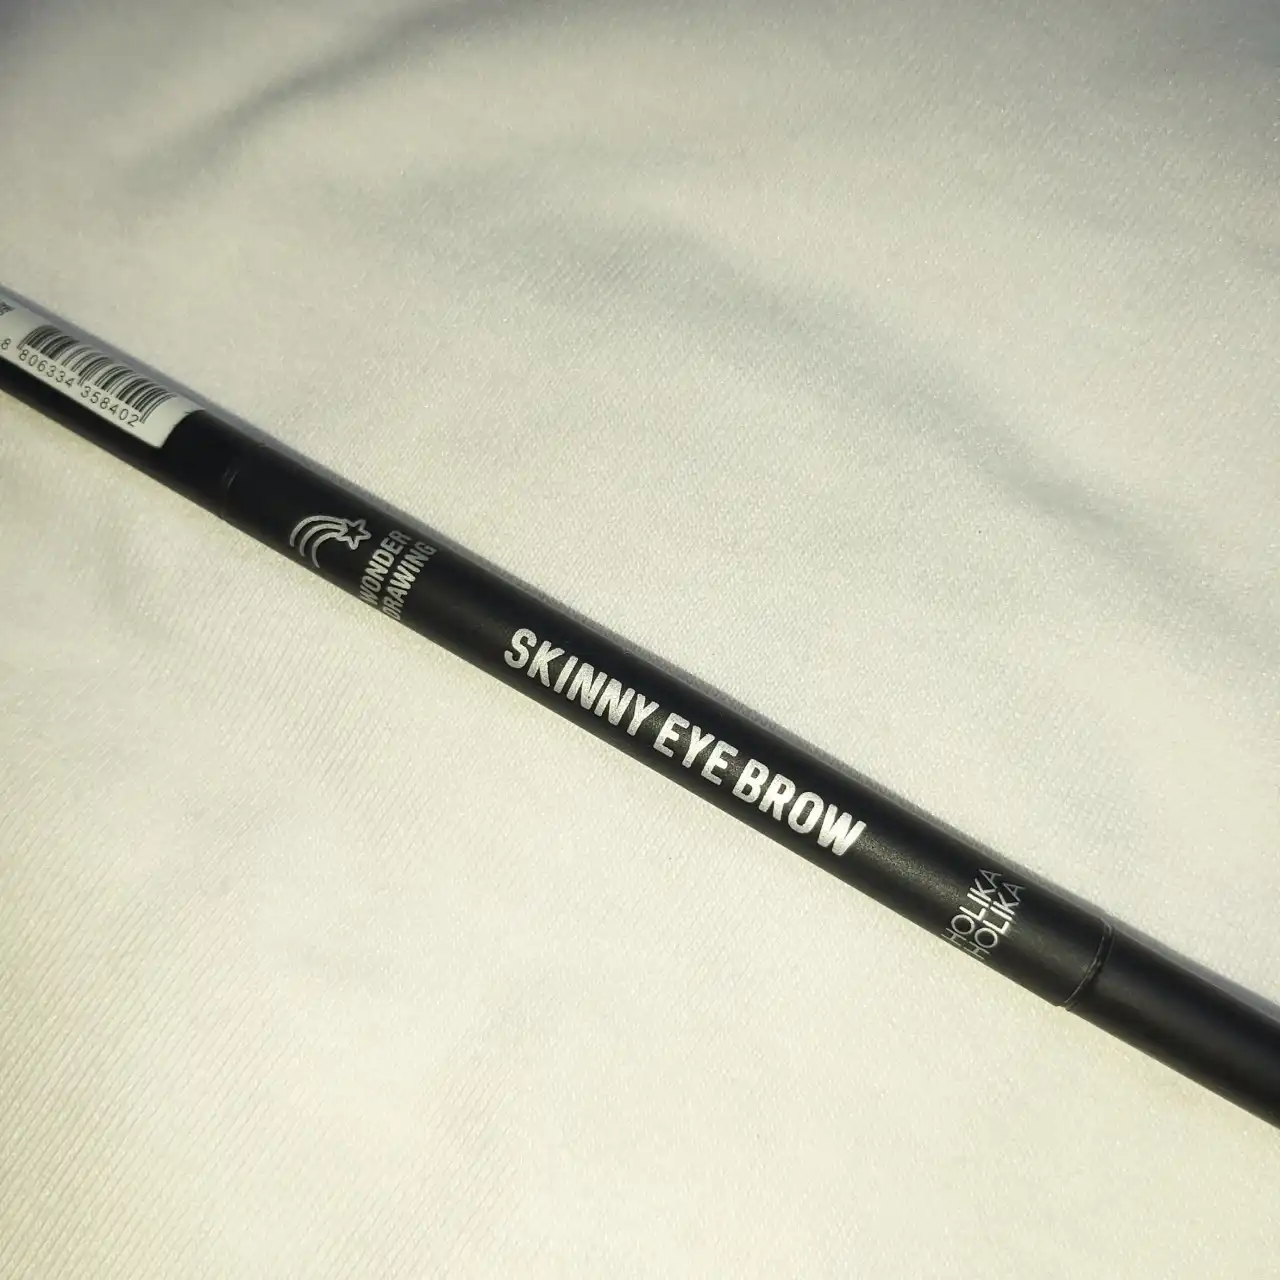 8 806334 358402
WONDER
DRAWING
SKINNY EYE BROW
HOLIKA
HOLIKA